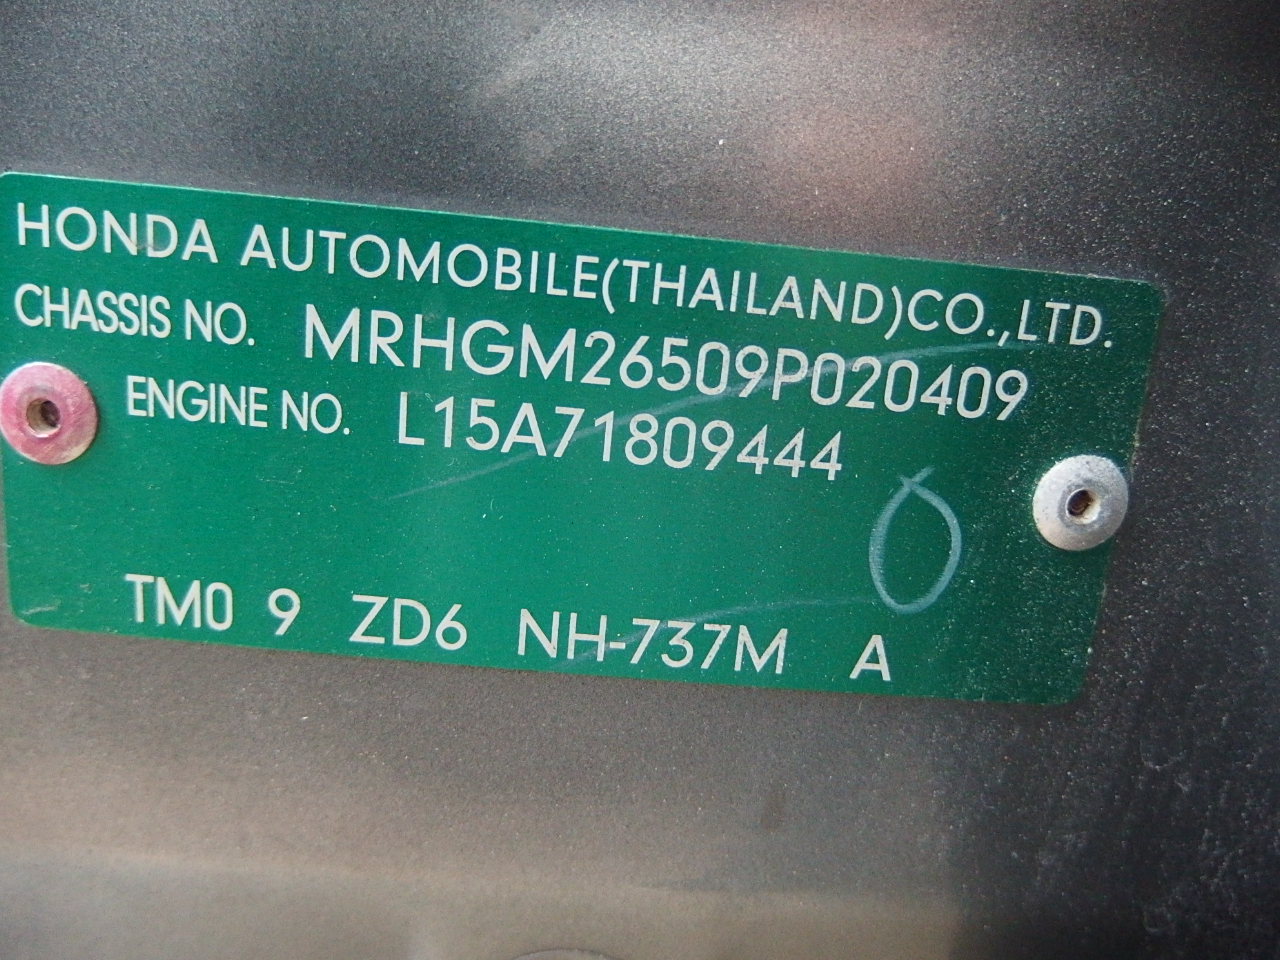 HONDA AUTOMOBILE(THAILAND)CO.,LTD.
CHASSIS NO. MRHGM26509P020409
ENGINE NO. L15A71809444
TM0 9 ZD6 NH-737M A